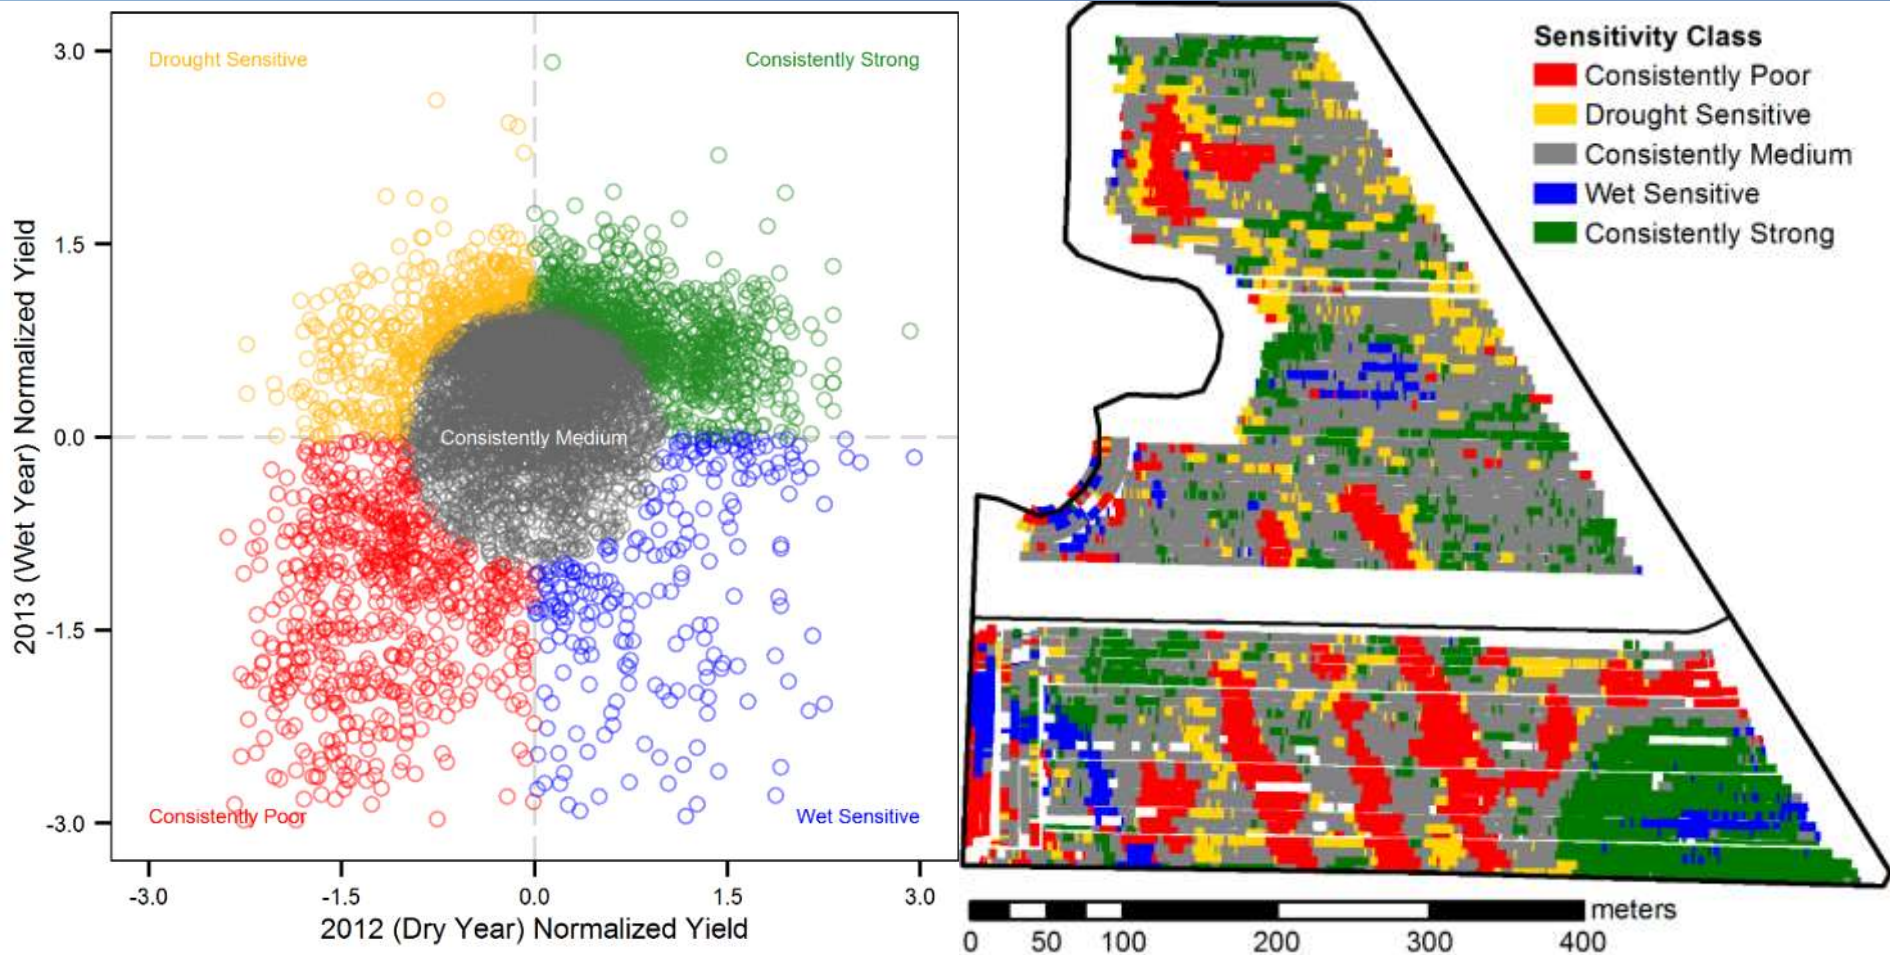 Drought Sensitive
Consistently Strong
Consistently Medium
Consistently Poor
Wet Sensitive
3.0
1.5
0.0
-1.5
-3.0
2013 (Wet Year) Normalized Yield
-3.0 -1.5 0.0 1.5 3.0
2012 (Dry Year) Normalized Yield
Sensitivity Class
Consistently Poor
Drought Sensitive
Consistently Medium
Wet Sensitive
Consistently Strong
meters
0 50 100 200 300 400